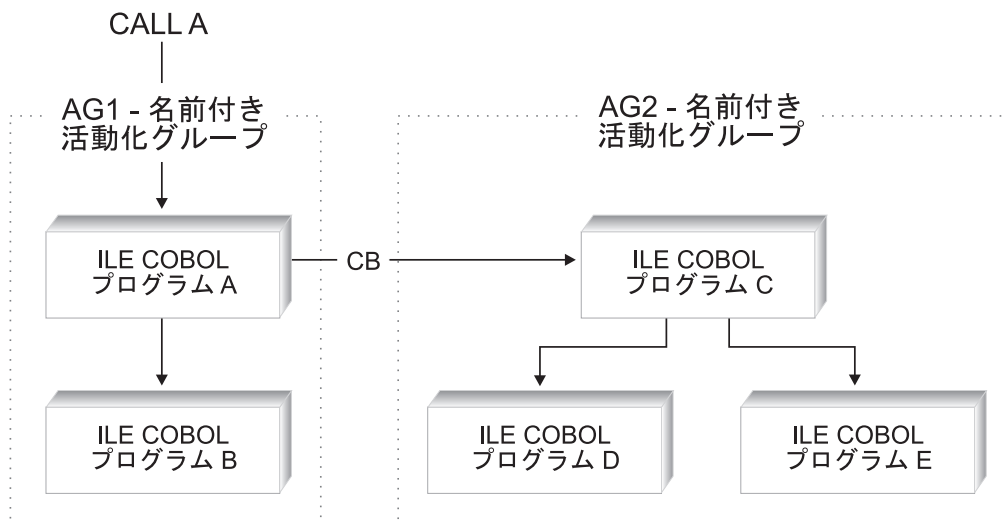 CALL A
AG1 - 名前付き
活動化グループ
AG2 - 名前付き
活動化グループ
ILE COBOL
プログラム A
CB
ILE COBOL
プログラム C
ILE COBOL
プログラム B
ILE COBOL
プログラム D
ILE COBOL
プログラム E